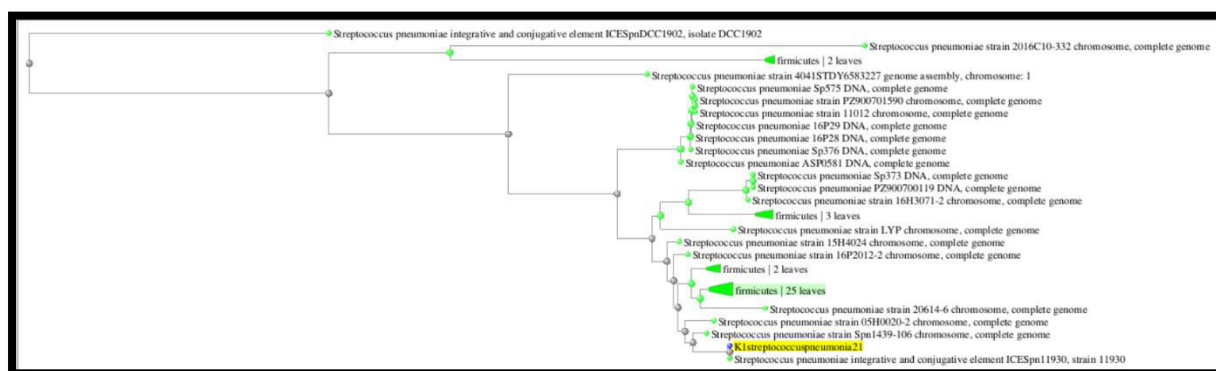 Streptococcus pneumoniae integrative and conjugative element ICESpnDCC1902, isolate DCC1902
Streptococcus pneumoniae strain 2016C10-332 chromosome, complete genome
firmicutes | 2 leaves
Streptococcus pneumoniae strain 4041STDY6583227 genome assembly, chromosome: 1
Streptococcus pneumoniae Sp575 DNA, complete genome
Streptococcus pneumoniae strain PZ900701590 chromosome, complete genome
Streptococcus pneumoniae strain 11012 chromosome, complete genome
Streptococcus pneumoniae 16P29 DNA, complete genome
Streptococcus pneumoniae 16P28 DNA, complete genome
Streptococcus pneumoniae Sp376 DNA, complete genome
Streptococcus pneumoniae ASP0581 DNA, complete genome
Streptococcus pneumoniae Sp373 DNA, complete genome
Streptococcus pneumoniae PZ900700119 DNA, complete genome
Streptococcus pneumoniae strain 16H3071-2 chromosome, complete genome
firmicutes | 3 leaves
Streptococcus pneumoniae strain LYP chromosome, complete genome
Streptococcus pneumoniae strain 15H4024 chromosome, complete genome
Streptococcus pneumoniae strain 16P2012-2 chromosome, complete genome
firmicutes | 2 leaves
firmicutes | 25 leaves
Streptococcus pneumoniae strain 20614-6 chromosome, complete genome
Streptococcus pneumoniae strain 05H0020-2 chromosome, complete genome
Streptococcus pneumoniae strain Spn1439-106 chromosome, complete genome
K1streptococcuspneumonia21
Streptococcus pneumoniae integrative and conjugative element ICESpn11930, strain 11930